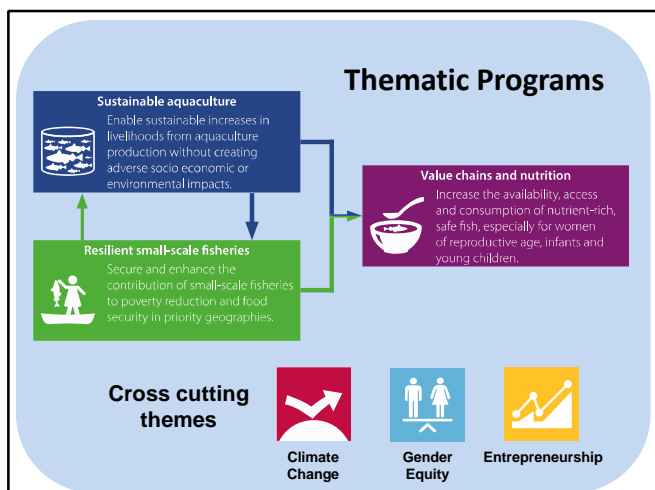 Thematic Programs
Sustainable aquaculture
Enable sustainable increases in
livelihoods from aquaculture
production without creating
adverse socio economic or
environmental impacts.
Value chains and nutrition
Increase the availability, access
and consumption of nutrient-rich,
safe fish, especially for women
of reproductive age, infants and
young children.
Resilient small-scale fisheries
Secure and enhance the
contribution of small-scale fisheries
to poverty reduction and food
security in priority geographies.
Cross cutting
themes
Climate
Change
Gender
Equity
Entrepreneurship